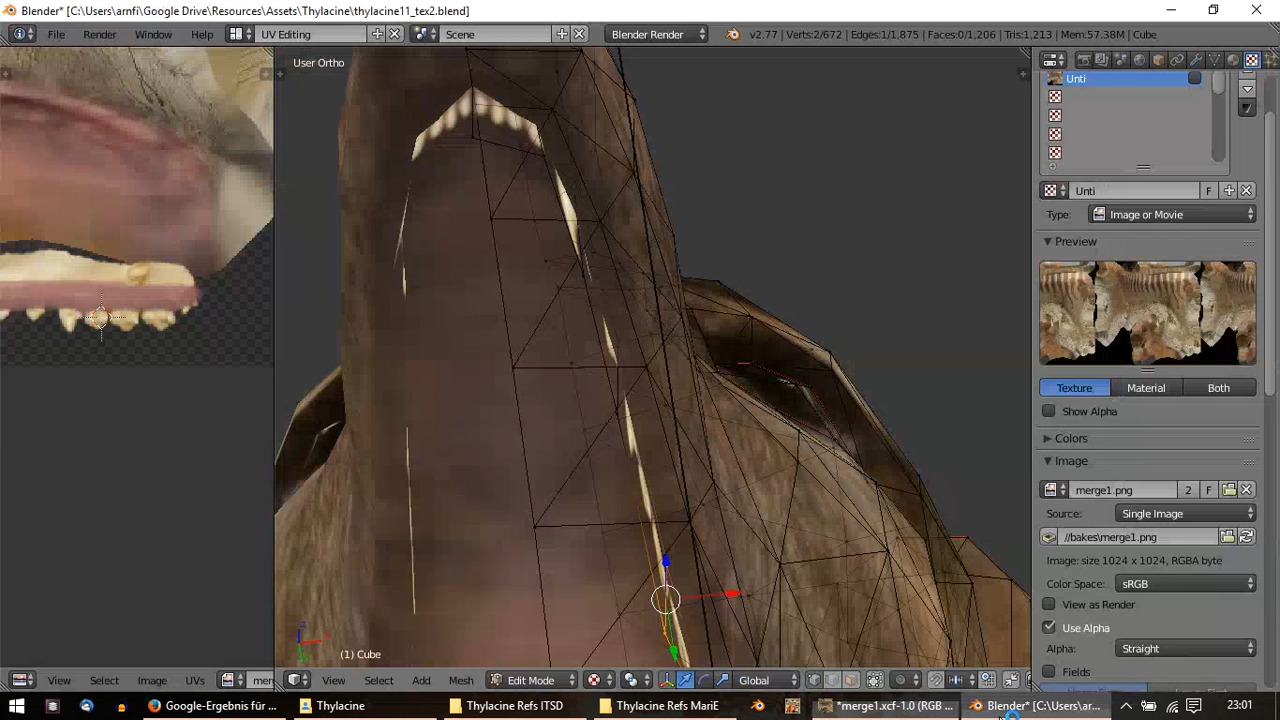 Blender* [C:\Users\arnfi\Google Drive\Resources\Assets\Thylacine\thylacine11_tex2.blend]
File Render Window Help UV Editing Scene Blender Render v2.77 | Verts:2/672 | Edges:1/1,875 | Faces:0/1,206 | Tris:1,213 | Mem:57.38M | Cube
User Ortho
Unti
Unti F
Type: Image or Movie
Preview
Texture Material Both
Show Alpha
Colors
Image
merge1.png 2 F
Source: Single Image
//bakes\merge1.png
Image: size 1024 x 1024, RGBA byte
Color Space: sRGB
View as Render
Use Alpha
Alpha: Straight
Fields
(1) Cube
View Select Image UVs mer View Select Add Mesh Edit Mode Global
Google-Ergebnis für ... Thylacine Thylacine Refs ITSD Thylacine Refs MariE *merge1.xcf-1.0 (RGB ... Blender* [C:\Users\ar... 23:01